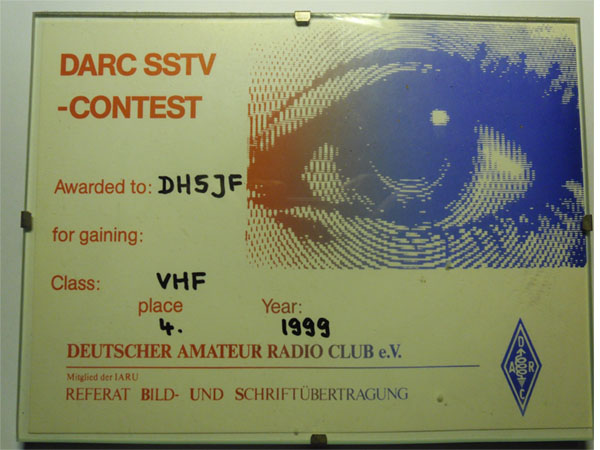 DARC SSTV
-CONTEST
Awarded to: DH5JF
for gaining:
Class: VHF
place Year:
4. 1999
DEUTSCHER AMATEUR RADIO CLUB e.V.
Mitglied der IARU
REFERAT BILD- UND SCHRIFTÜBERTRAGUNG
D
A R
C